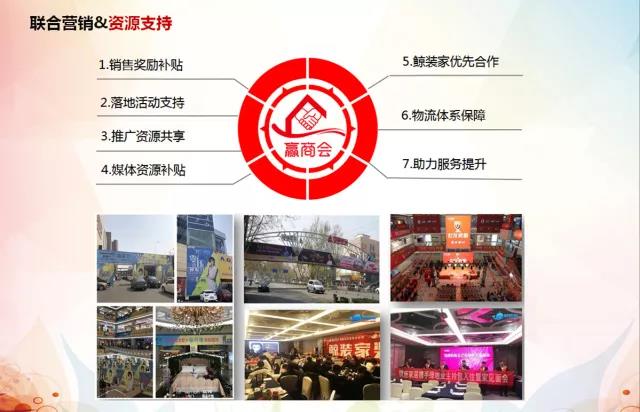 联合营销&资源支持
1.销售奖励补贴
2.落地活动支持
3.推广资源共享
4.媒体资源补贴
赢商会
5.鲸装家优先合作
6.物流体系保障
7.助力服务提升
鲸装家